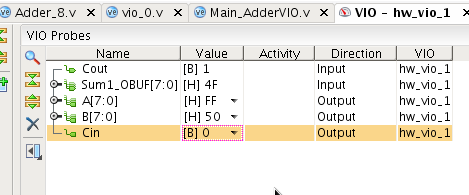 Adder_8.v vio_0.v Main_AdderVIO.v VIO - hw_vio_1
VIO Probes
Name Value Activity Direction VIO
Cout [B] 1 Input hw_vio_1
Sum1_OBUF[7:0] [H] 4F Input hw_vio_1
A[7:0] [H] FF Output hw_vio_1
B[7:0] [H] 50 Output hw_vio_1
Cin [B] 0 Output hw_vio_1